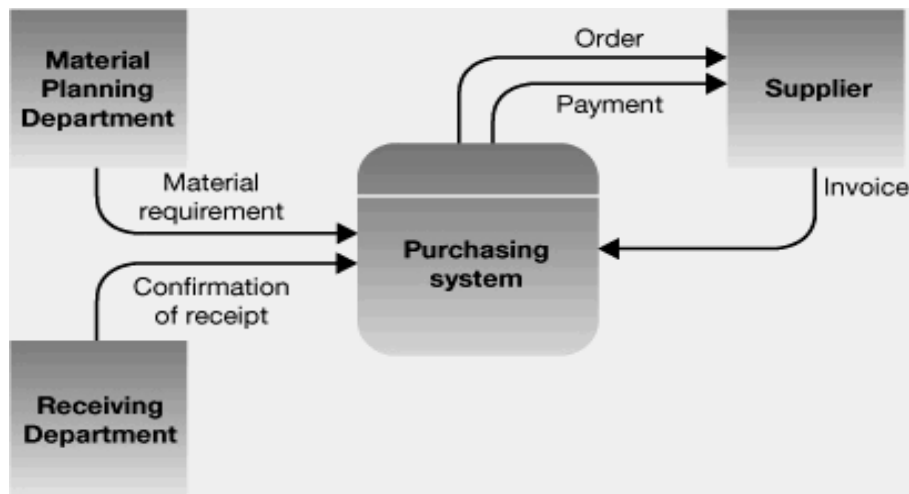 Material
Planning
Department
Order
Payment
Supplier
Material
requirement
Invoice
Purchasing
system
Confirmation
of receipt
Receiving
Department